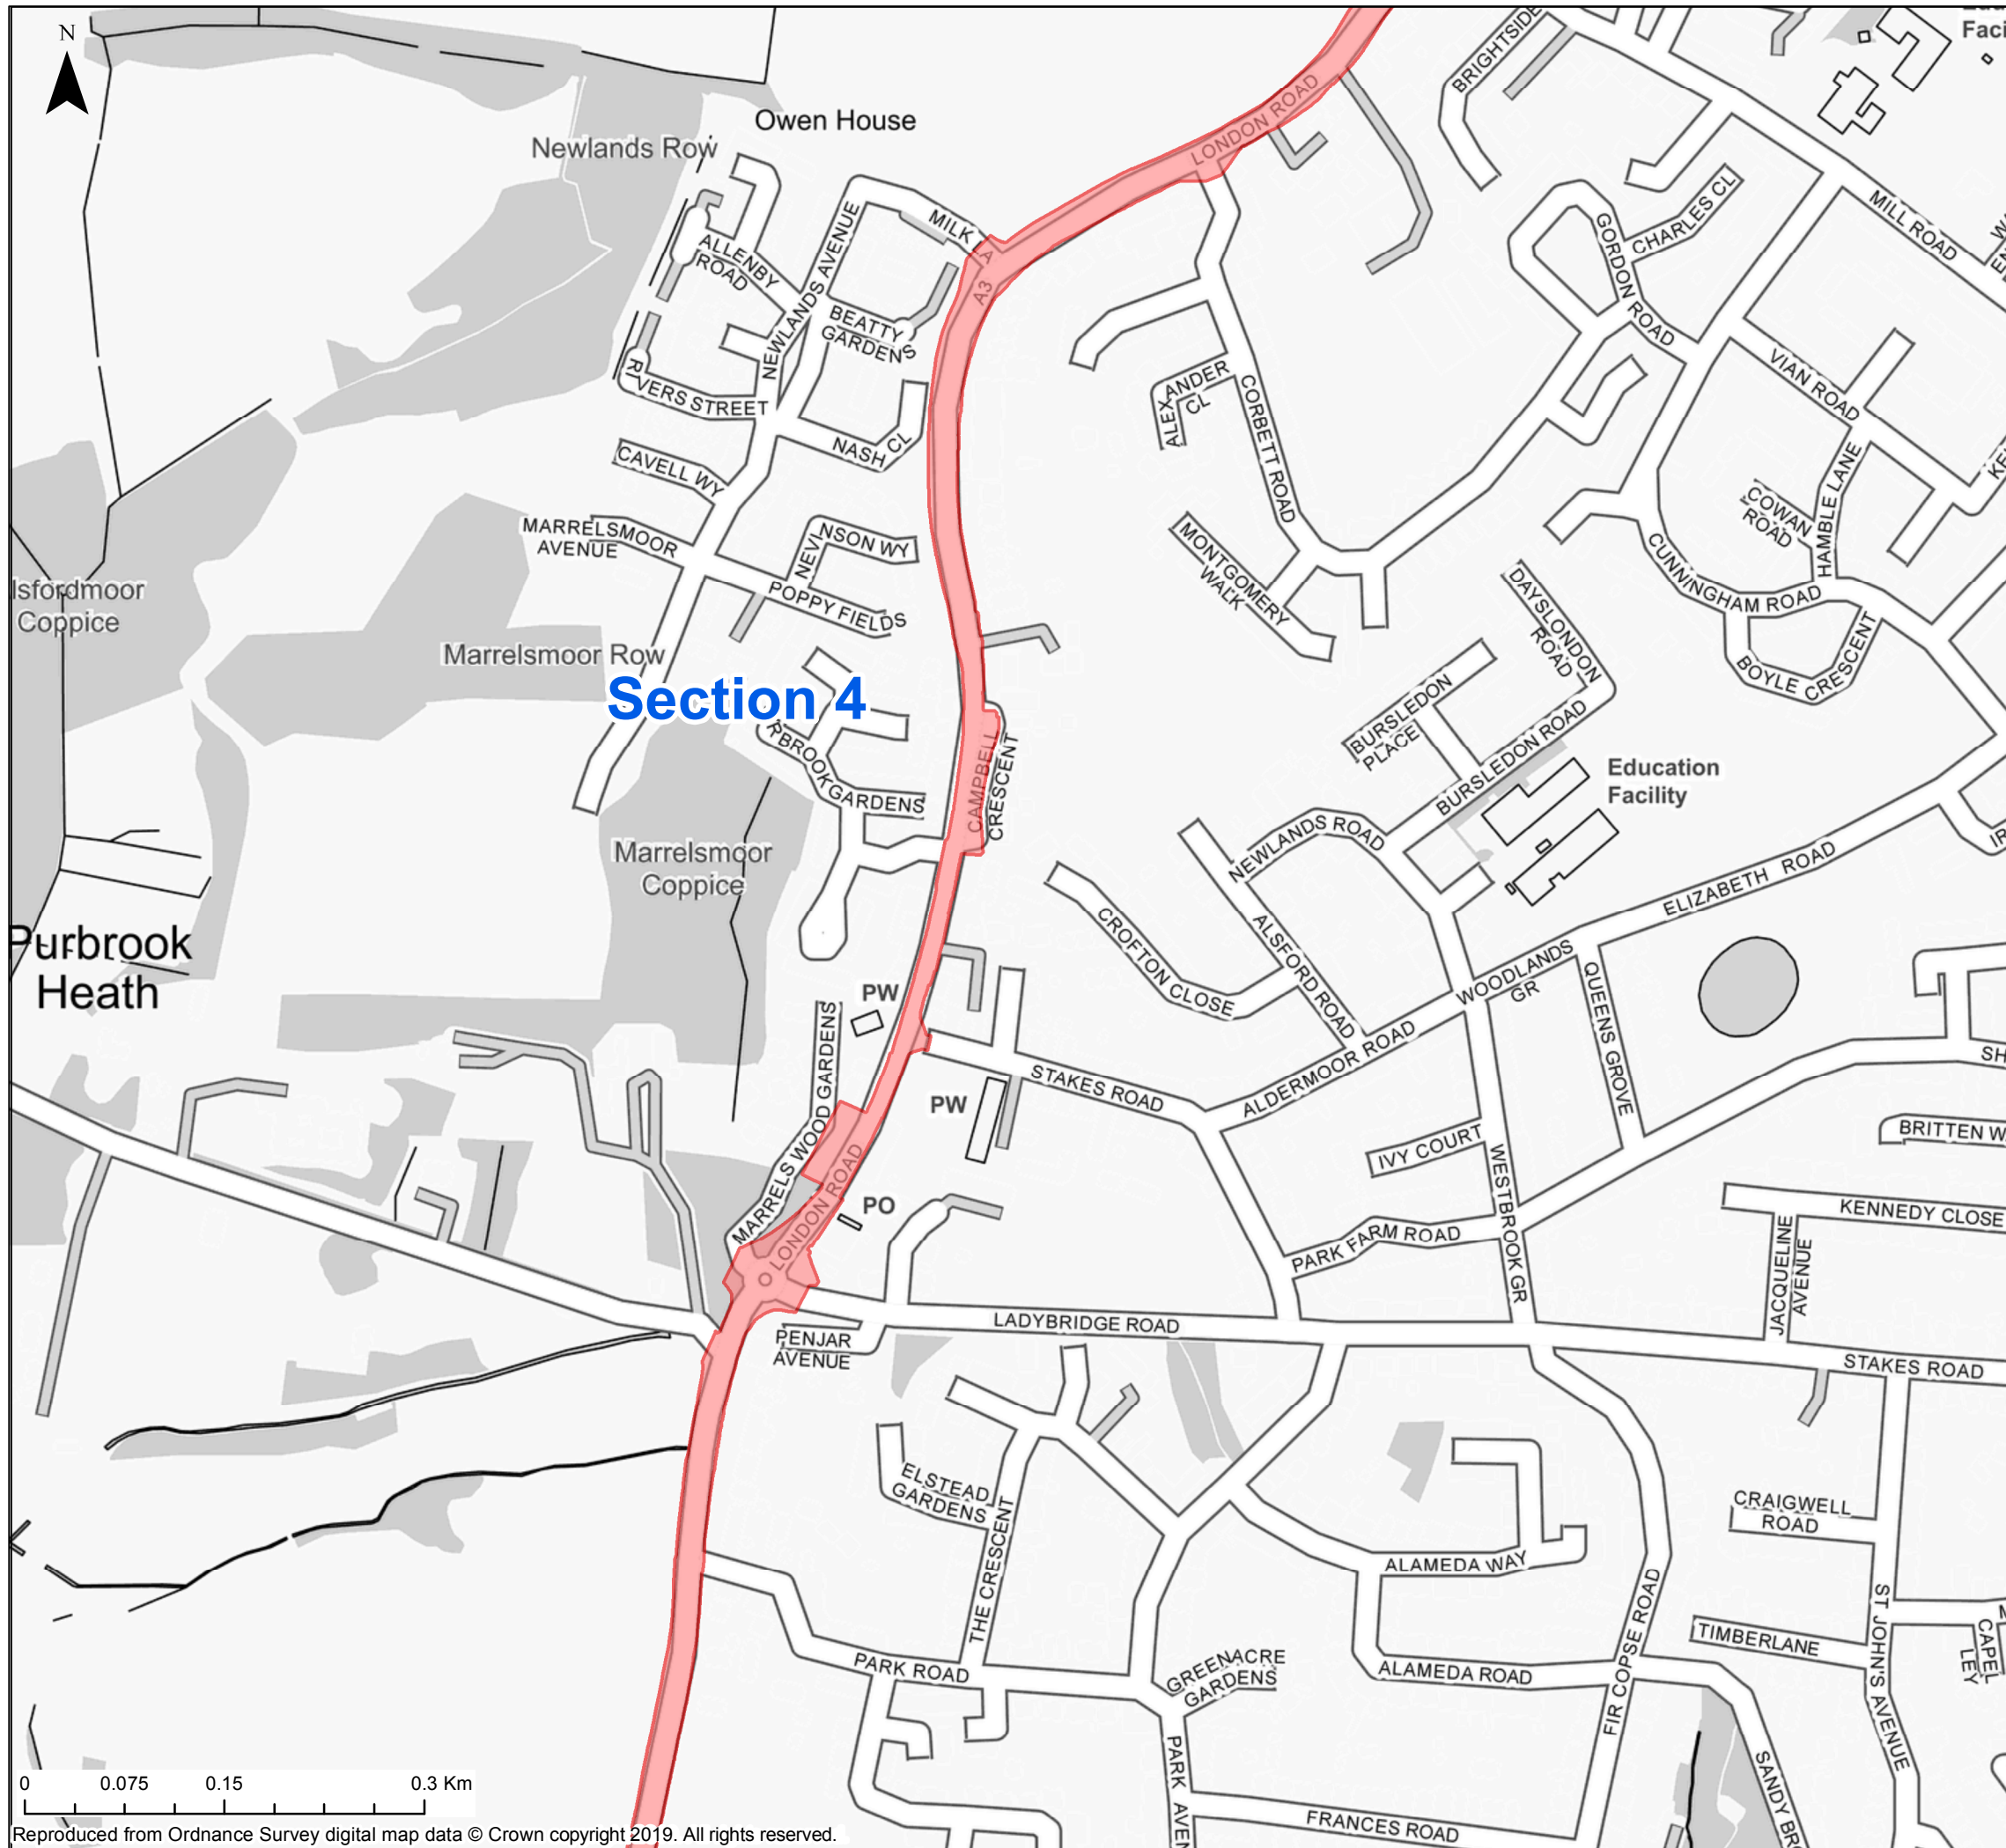 N
Faci
BRIGHTSIDE
Owen House
Newlands Row
LONDON ROAD
MILK LA
A3
ALLENBY
ROAD
NEWLANDS AVENUE
BEATTY
GARDENS
RIVERS STREET
NASH CL
CAVELL WY
MARRELSMOOR
AVENUE
NEVINSON WY
POPPY FIELDS
CHARLES CL
GORDON ROAD
MILL ROAD
VIAN ROAD
ALEXANDER
CL
CORBETT ROAD
COWAN
ROAD
HAMBLE LANE
MONTGOMERY
WALK
CUNNINGHAM ROAD
BOYLE CRESCENT
DAYSLONDON
ROAD
lsfordmoor
Coppice
Marrelsmoor Row
Section 4
RBROOK GARDENS
CAMPBELL
CRESCENT
BURSLEDON
PLACE
BURSLEDON ROAD
Education
Facility
Marrelsmoor
Coppice
NEWLANDS ROAD
ELIZABETH ROAD
Purbrook
Heath
CROFTON CLOSE
ALSFORD ROAD
WOODLANDS
GR
QUEENS GROVE
PW
STAKES ROAD
ALDERMOOR ROAD
SH
PW
MARRELS WOOD GARDENS
LONDON ROAD
PO
IVY COURT
WESTBROOK GR
BRITTEN W
KENNEDY CLOSE
JACQUELINE
AVENUE
PARK FARM ROAD
LADYBRIDGE ROAD
PENJAR
AVENUE
STAKES ROAD
ELSTEAD
GARDENS
THE CRESCENT
CRAIGWELL
ROAD
ALAMEDA WAY
ST JOHN'S AVENUE
FIR COPSE ROAD
TIMBERLANE
CAPEL
LEY
PARK ROAD
GREENACRE
GARDENS
ALAMEDA ROAD
PARK AVEN
SANDY BR
FRANCES ROAD
0 0.075 0.15 0.3 Km
Reproduced from Ordnance Survey digital map data © Crown copyright 2019. All rights reserved.